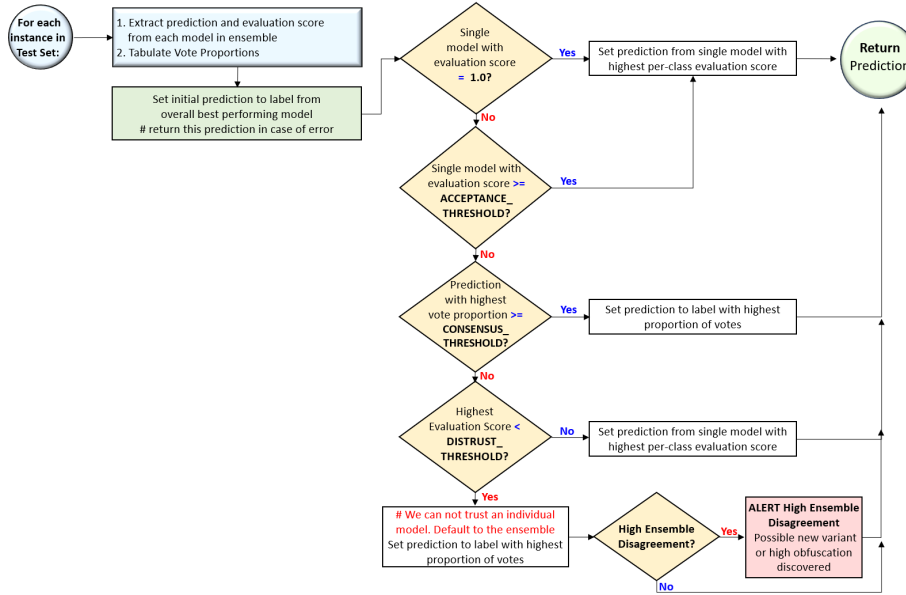 For each
instance in
Test Set:
1. Extract prediction and evaluation score
from each model in ensemble
2. Tabulate Vote Proportions
Set initial prediction to label from
overall best performing model
# return this prediction in case of error
Single
model with
evaluation score
= 1.0?
Yes
Set prediction from single model with
highest per-class evaluation score
Return
Prediction
No
Single model with
evaluation score >=
ACCEPTANCE_
THRESHOLD?
Yes
No
Prediction
with highest
vote proportion >=
CONSENSUS_
THRESHOLD?
Yes
Set prediction to label with highest
proportion of votes
No
Highest
Evaluation Score <
DISTRUST_
THRESHOLD?
No
Set prediction from single model with
highest per-class evaluation score
Yes
# We can not trust an individual
model. Default to the ensemble
Set prediction to label with highest
proportion of votes
High Ensemble
Disagreement?
Yes
ALERT High Ensemble
Disagreement
Possible new variant
or high obfuscation
discovered
No